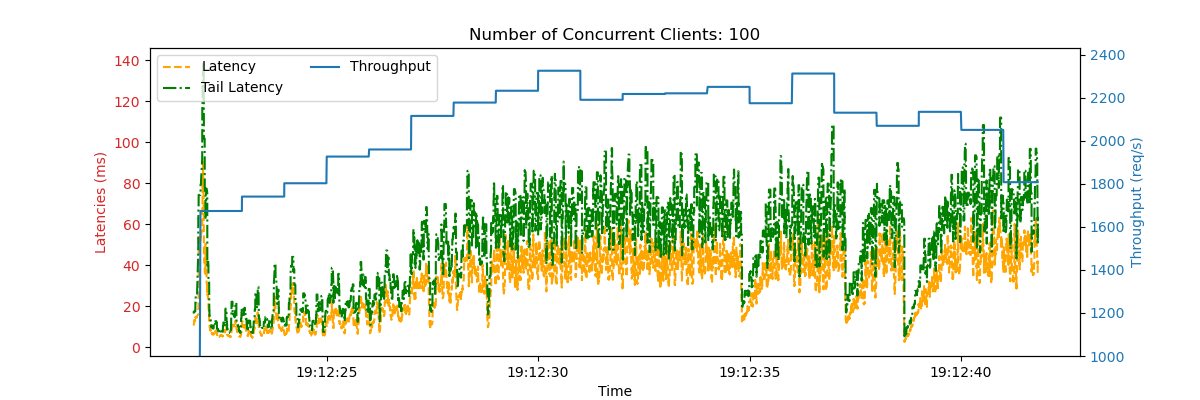 Number of Concurrent Clients: 100
Latency
Tail Latency
Throughput
Latencies (ms)
140
120
100
80
60
40
20
0
2400
2200
2000
1800
1600
1400
1200
1000
Throughput (req/s)
19:12:25 19:12:30 19:12:35 19:12:40
Time